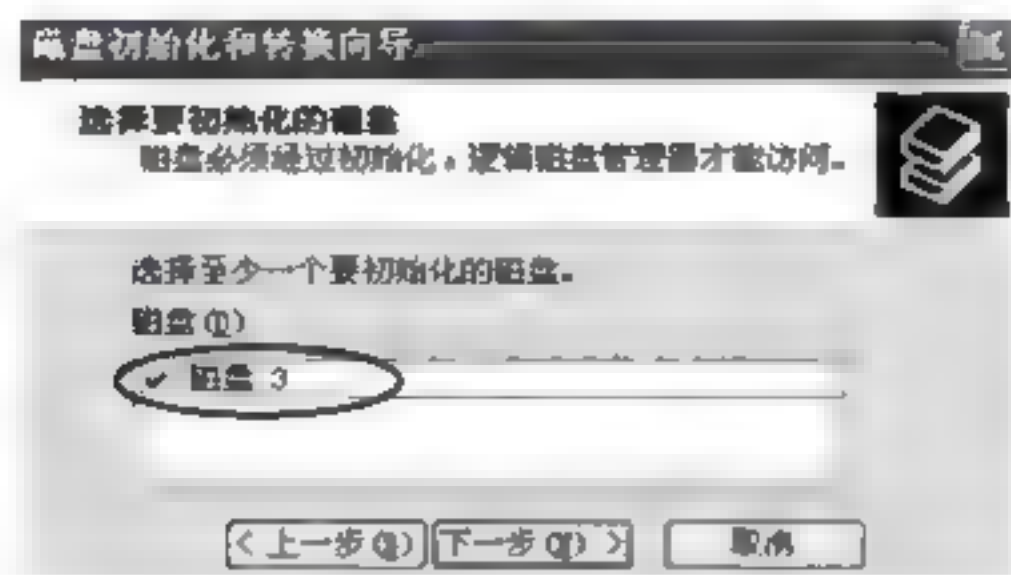 磁盘初始化和转换向导
选择要初始化的磁盘
磁盘必须经过初始化，逻辑磁盘管理器才能访问。
选择至少一个要初始化的磁盘。
磁盘(D)
磁盘 3
< 上一步(B)
下一步(N) >
取消